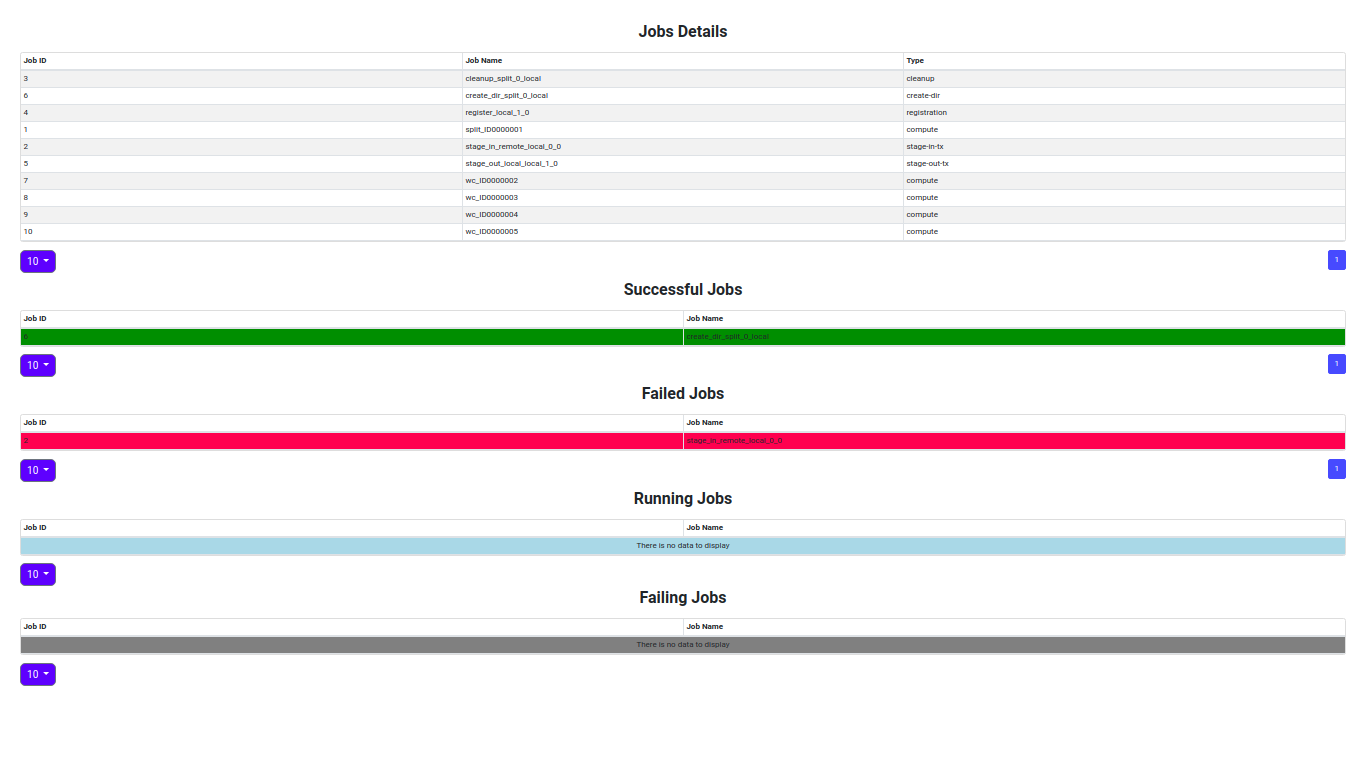 Jobs Details
Job ID Job Name Type
3 cleanup_split_0_local cleanup
6 create_dir_split_0_local create-dir
4 register_local_1_0 registration
1 split_ID0000001 compute
2 stage_in_remote_local_0_0 stage-in-tx
5 stage_out_local_local_1_0 stage-out-tx
7 wc_ID0000002 compute
8 wc_ID0000003 compute
9 wc_ID0000004 compute
10 wc_ID0000005 compute
10 1
Successful Jobs
Job ID Job Name
6 create_dir_split_0_local
10 1
Failed Jobs
Job ID Job Name
2 stage_in_remote_local_0_0
10 1
Running Jobs
Job ID Job Name
There is no data to display
10
Failing Jobs
Job ID Job Name
There is no data to display
10